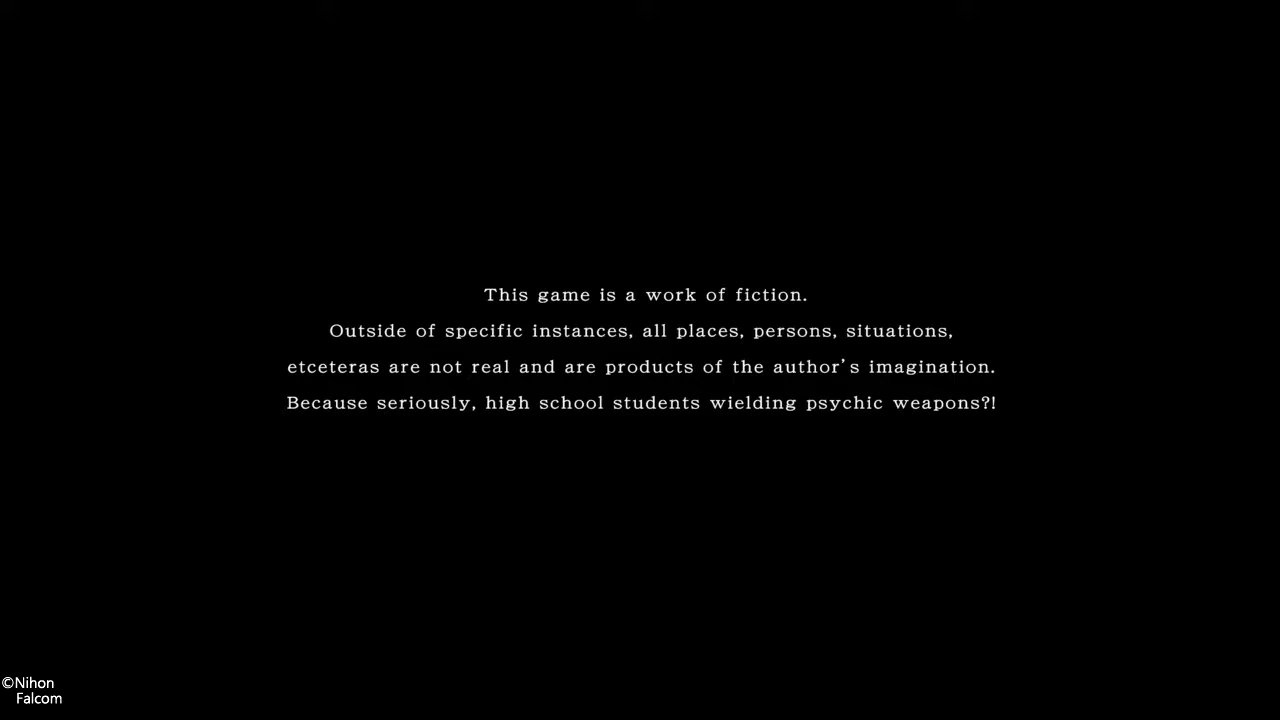 This game is a work of fiction.
Outside of specific instances, all places, persons, situations,
etceteras are not real and are products of the author's imagination.
Because seriously, high school students wielding psychic weapons?!
©Nihon
Falcom